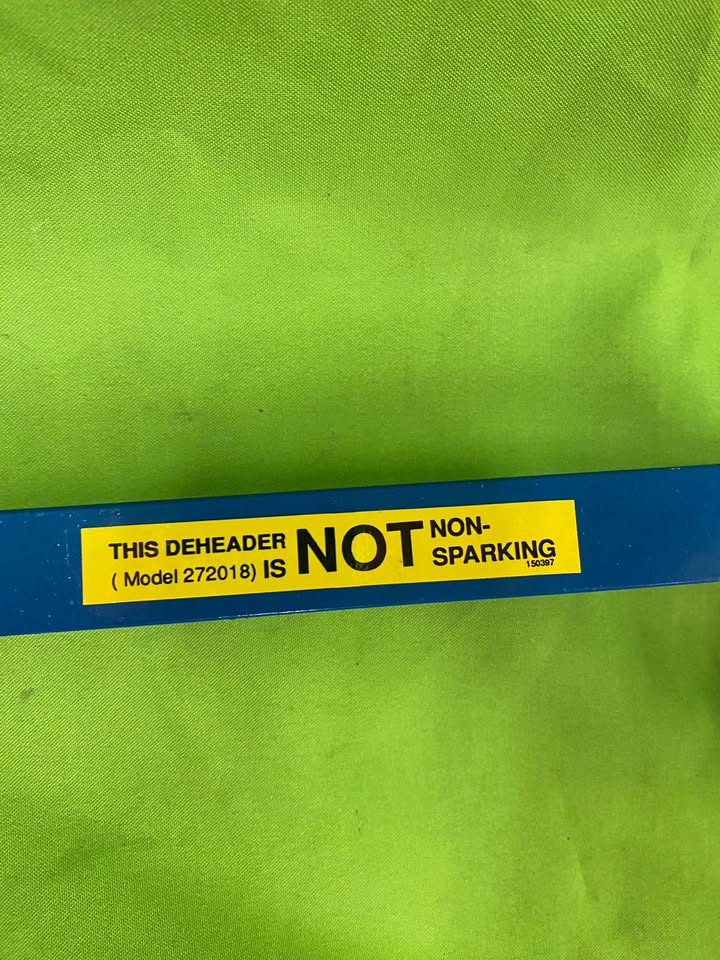 THIS DEHEADER
( Model 272018) IS
NOT
NON-
SPARKING
150397